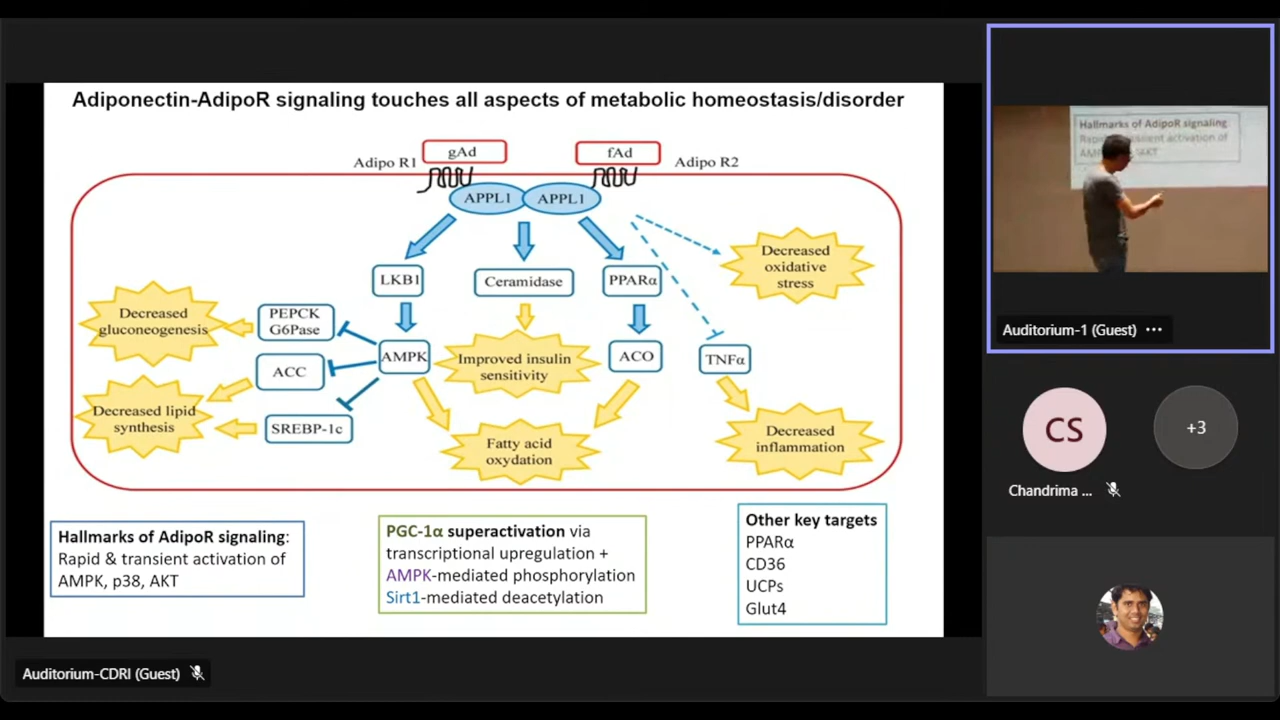 Adiponectin-AdipoR signaling touches all aspects of metabolic homeostasis/disorder
Adipo R1
gAd
fAd
Adipo R2
APPL1
APPL1
LKB1
Ceramidase
PPARα
Decreased
oxidative
stress
Decreased
gluconeogenesis
PEPCK
G6Pase
AMPK
Improved insulin
sensitivity
ACO
TNFα
ACC
Decreased lipid
synthesis
SREBP-1c
Fatty acid
oxydation
Decreased
inflammation
Hallmarks of AdipoR signaling:
Rapid & transient activation of
AMPK, p38, AKT
PGC-1α superactivation via
transcriptional upregulation +
AMPK-mediated phosphorylation
Sirt1-mediated deacetylation
Other key targets
PPARα
CD36
UCPs
Glut4
Auditorium-CDRI (Guest)
Hallmarks of AdipoR signaling
Auditorium-1 (Guest)
CS
+3
Chandrima ...